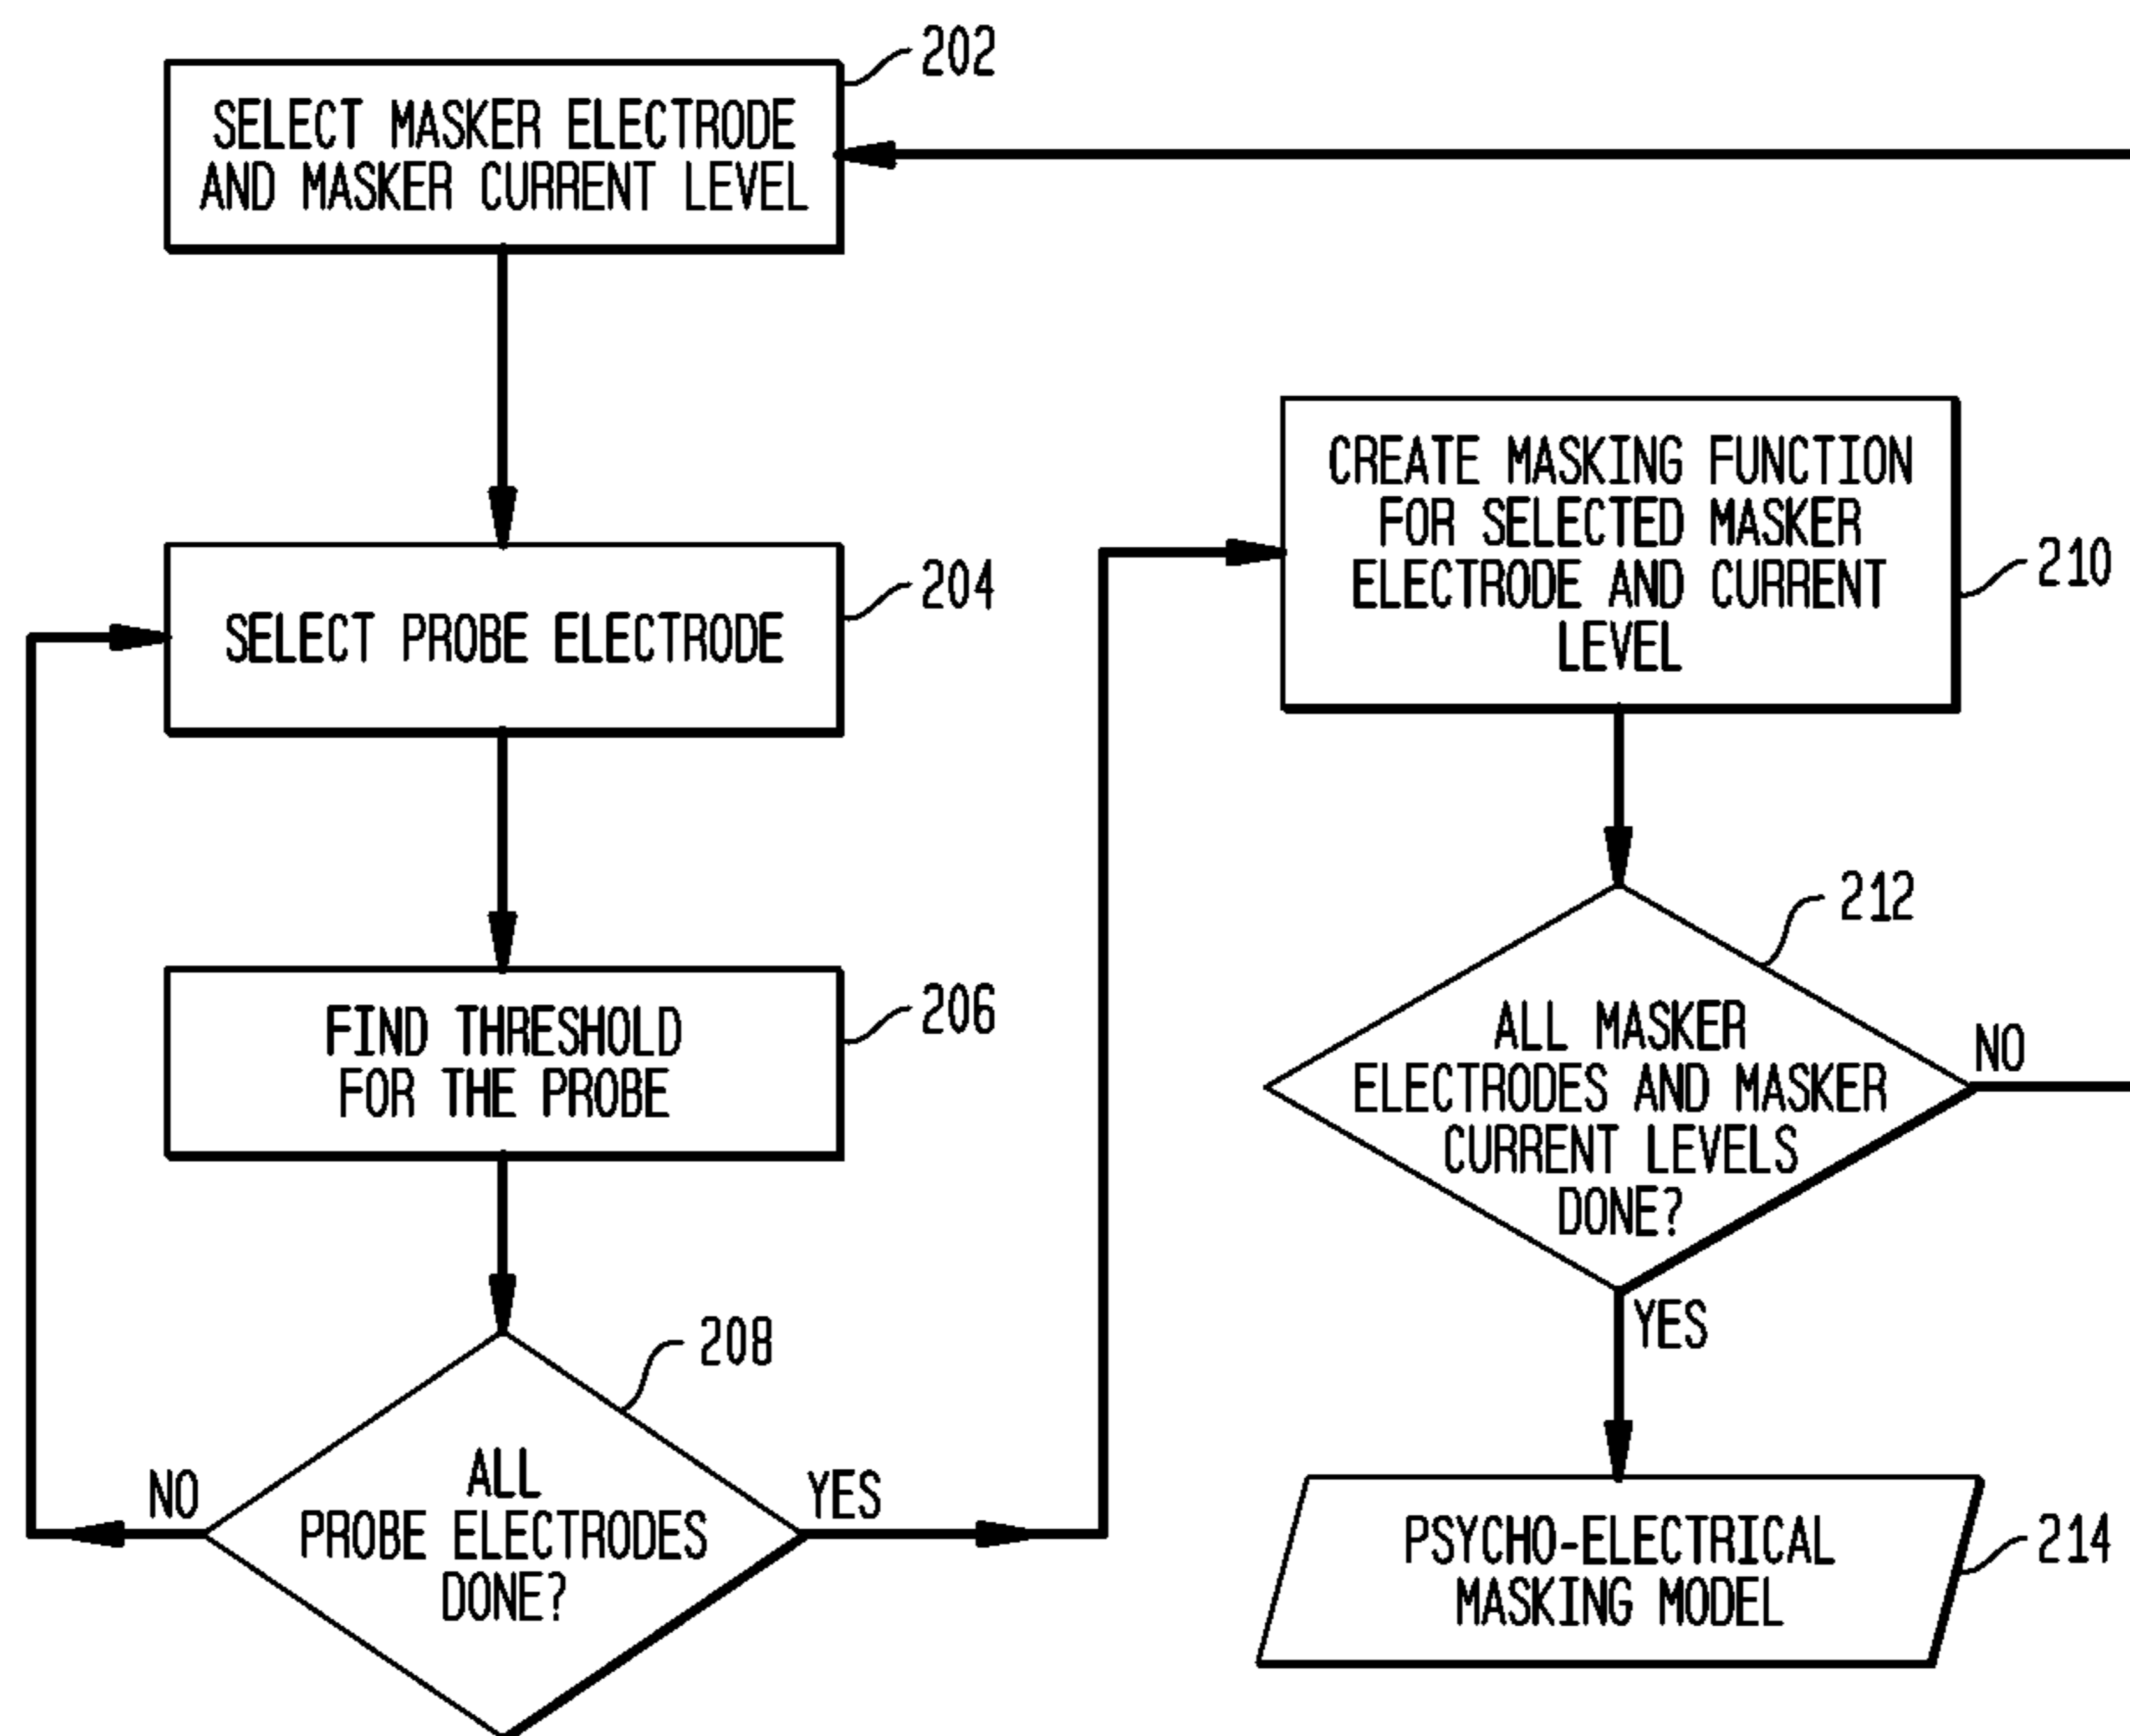 202
SELECT MASKER ELECTRODE
AND MASKER CURRENT LEVEL
204
SELECT PROBE ELECTRODE
206
FIND THRESHOLD
FOR THE PROBE
208
ALL
PROBE ELECTRODES
DONE?
NO
YES
CREATE MASKING FUNCTION
FOR SELECTED MASKER
ELECTRODE AND CURRENT
LEVEL
210
212
ALL MASKER
ELECTRODES AND MASKER
CURRENT LEVELS
DONE?
NO
YES
PSYCHO-ELECTRICAL
MASKING MODEL
214